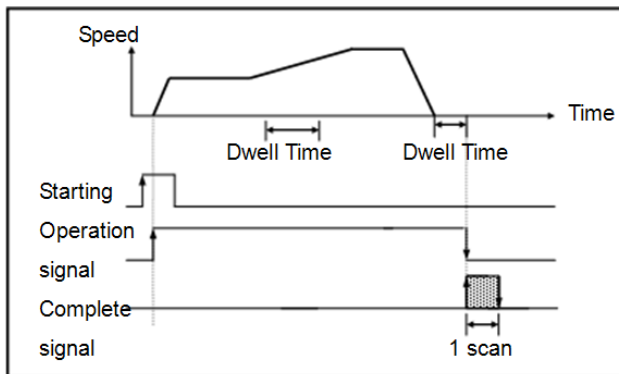 Speed
Time
Dwell Time
Dwell Time
Starting
Operation
signal
Complete
signal
1 scan